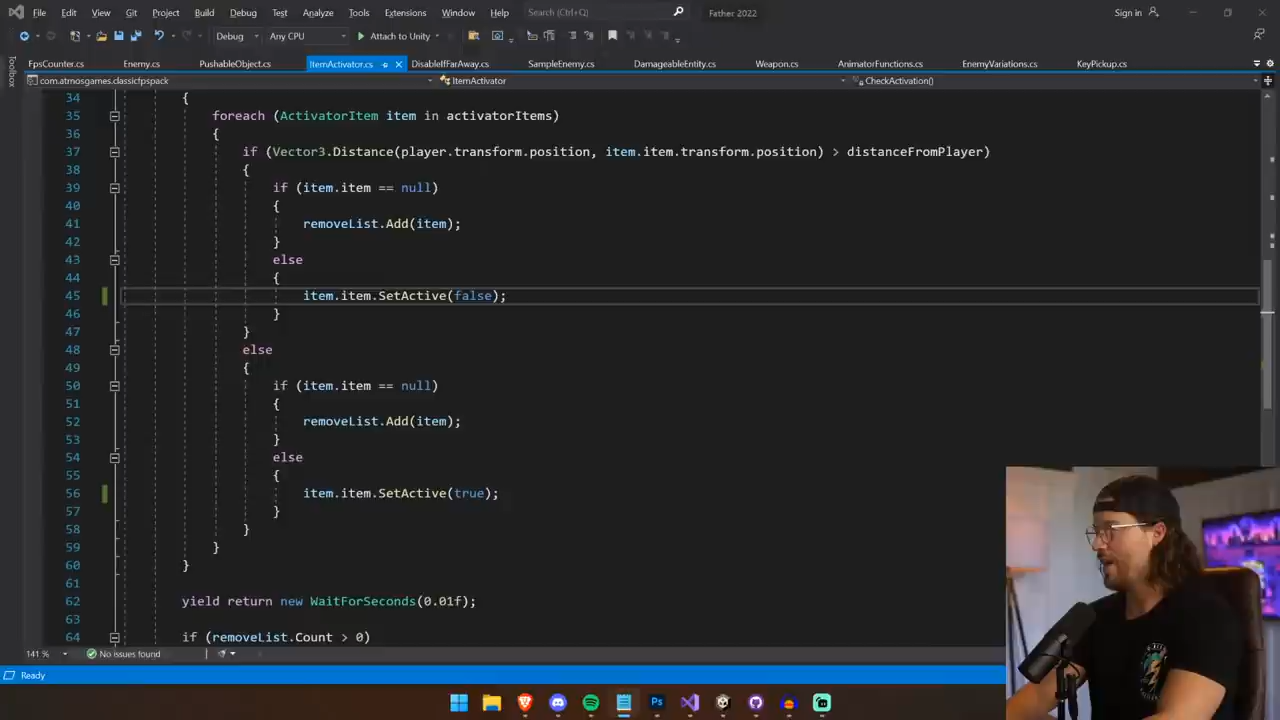 File Edit View Git Project Build Debug Test Analyze Tools Extensions Window Help Search (Ctrl+Q) Father 2022 Sign in
Debug Any CPU Attach to Unity
FpsCounter.cs Enemy.cs PushableObject.cs ItemActivator.cs DisableIfFarAway.cs SampleEnemy.cs DamageableEntity.cs Weapon.cs AnimatorFunctions.cs EnemyVariations.cs KeyPickup.cs
Toolbox
com.atmosgames.classicfpspack ItemActivator CheckActivation()
34 {
35 foreach (ActivatorItem item in activatorItems)
36 {
37 if (Vector3.Distance(player.transform.position, item.item.transform.position) > distanceFromPlayer)
38 {
39 if (item.item == null)
40 {
41 removeList.Add(item);
42 }
43 else
44 {
45 item.item.SetActive(false);
46 }
47 }
48 else
49 {
50 if (item.item == null)
51 {
52 removeList.Add(item);
53 }
54 else
55 {
56 item.item.SetActive(true);
57 }
58 }
59 }
60 }
61
62 yield return new WaitForSeconds(0.01f);
63
64 if (removeList.Count > 0)
141 % No issues found
Ready
Ps